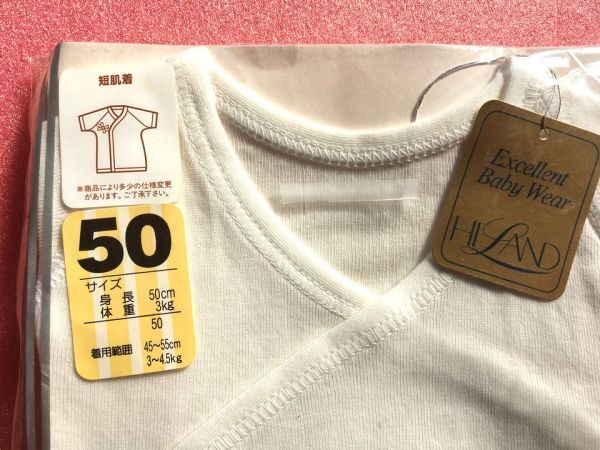 短肌着
※商品により多少の仕様変更
があります。ご了承下さい。
50
サイズ
身長 50cm
体重 3kg
50
着用範囲 45～55cm
3～4.5kg
Excellent
Baby Wear
HILAND